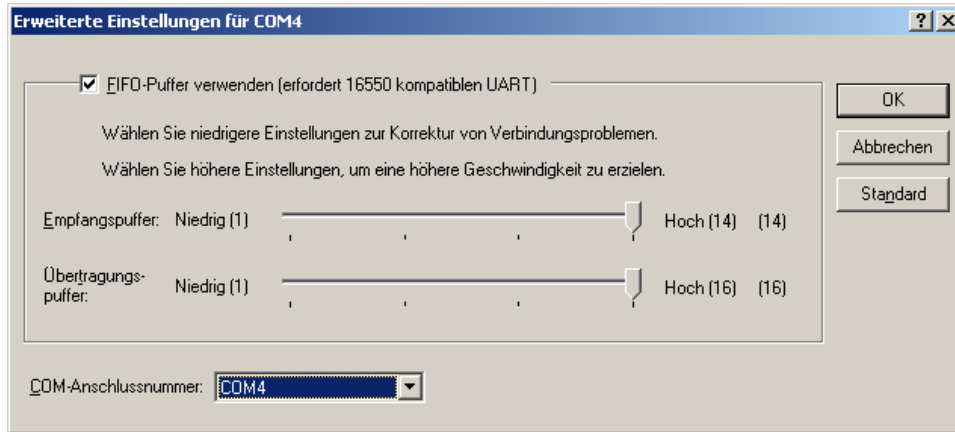 Erweiterte Einstellungen für COM4
FIFO-Puffer verwenden (erfordert 16550 kompatiblen UART)
OK
Wählen Sie niedrigere Einstellungen zur Korrektur von Verbindungsproblemen.
Abbrechen
Wählen Sie höhere Einstellungen, um eine höhere Geschwindigkeit zu erzielen.
Standard
Empfangspuffer: Niedrig (1) Hoch (14) (14)
Übertragungs-
puffer: Niedrig (1) Hoch (16) (16)
COM-Anschlussnummer: COM4